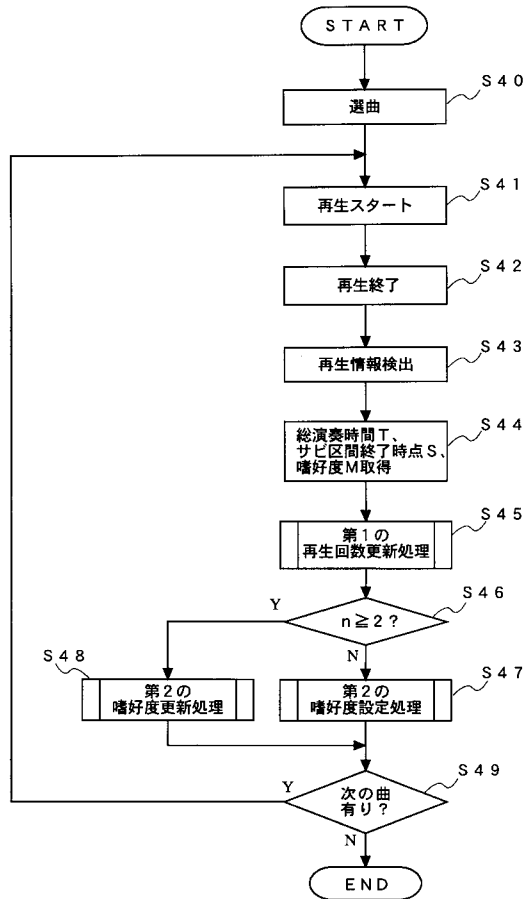 START
S40
選曲
S41
再生スタート
S42
再生終了
S43
再生情報検出
S44
総演奏時間T、
サビ区間終了時点S、
嗜好度M取得
S45
第1の
再生回数更新処理
S46
Y
n≧2?
N
S48
第2の
嗜好度更新処理
S47
第2の
嗜好度設定処理
S49
Y
次の曲
有り?
N
END